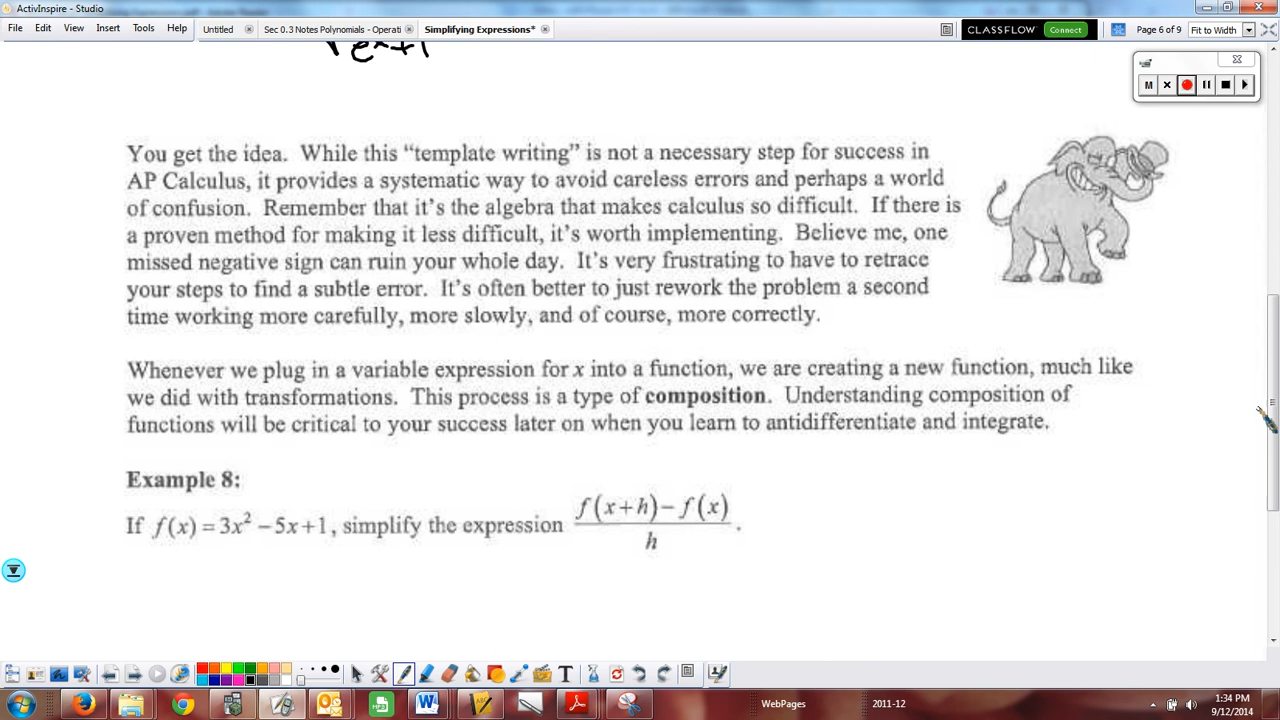 ActivInspire - Studio
File Edit View Insert Tools Help Untitled Sec 0.3 Notes Polynomials - Operati Simplifying Expressions* CLASSFLOW Connect Page 6 of 9 Fit to Width
M
You get the idea. While this “template writing” is not a necessary step for success in
AP Calculus, it provides a systematic way to avoid careless errors and perhaps a world
of confusion. Remember that it’s the algebra that makes calculus so difficult. If there is
a proven method for making it less difficult, it’s worth implementing. Believe me, one
missed negative sign can ruin your whole day. It’s very frustrating to have to retrace
your steps to find a subtle error. It’s often better to just rework the problem a second
time working more carefully, more slowly, and of course, more correctly.
Whenever we plug in a variable expression for x into a function, we are creating a new function, much like
we did with transformations. This process is a type of composition. Understanding composition of
functions will be critical to your success later on when you learn to antidifferentiate and integrate.
Example 8:
If f(x) = 3x² − 5x + 1, simplify the expression f(x+h) − f(x) / h .
WebPages 2011-12 1:34 PM
9/12/2014